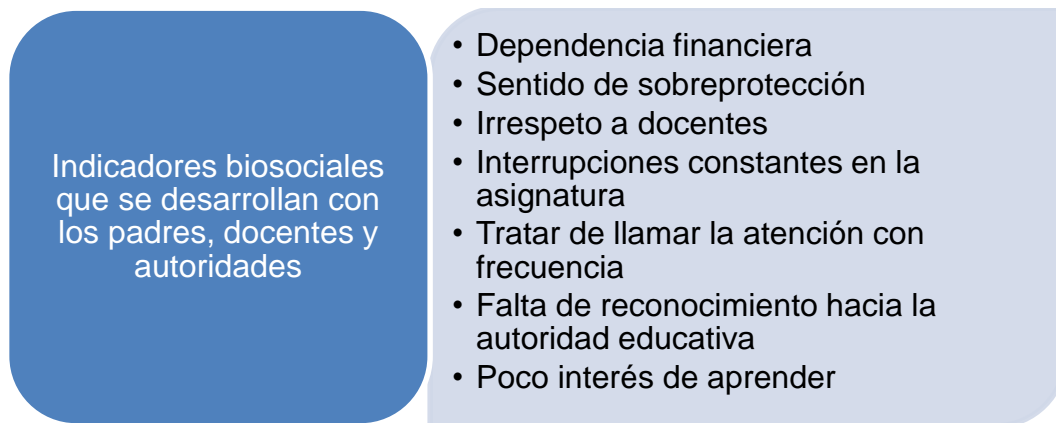 Indicadores biosociales
que se desarrollan con
los padres, docentes y
autoridades
• Dependencia financiera
• Sentido de sobreprotección
• Irrespeto a docentes
• Interrupciones constantes en la
asignatura
• Tratar de llamar la atención con
frecuencia
• Falta de reconocimiento hacia la
autoridad educativa
• Poco interés de aprender